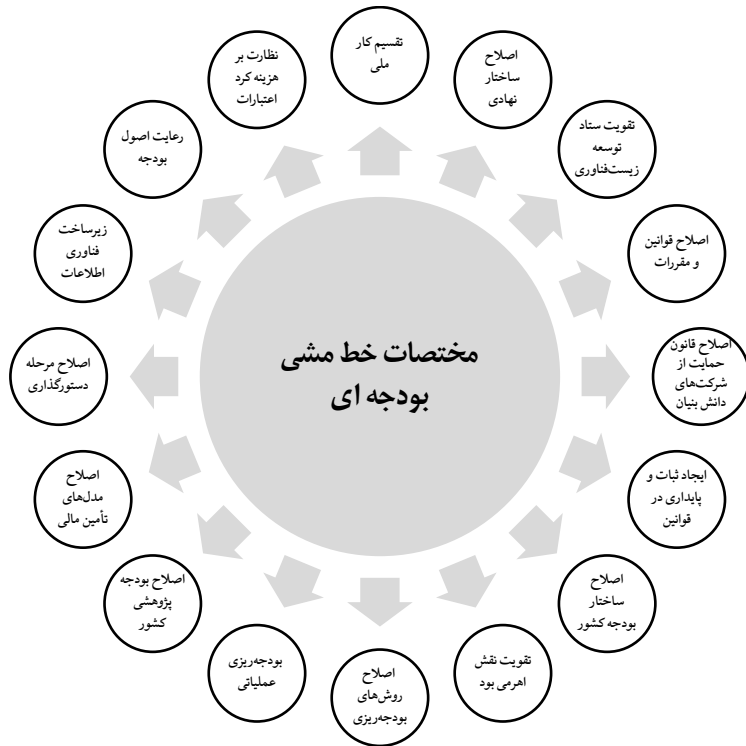 مختصات خط مشی
بودجه ای
تقسیم کار
ملی
اصلاح
ساختار
نهادی
تقویت ستاد
توسعه
زیست‌فناوری
اصلاح قوانین
و مقررات
اصلاح قانون
حمایت از
شرکت‌های
دانش بنیان
ایجاد ثبات و
پایداری در
قوانین
اصلاح
ساختار
بودجه کشور
تقویت نقش
اهرمی بود
اصلاح
روش‌های
بودجه‌ریزی
بودجه‌ریزی
عملیاتی
اصلاح بودجه
پژوهشی
کشور
اصلاح
مدل‌های
تأمین مالی
اصلاح مرحله
دستورگذاری
زیرساخت
فناوری
اطلاعات
رعایت اصول
بودجه
نظارت بر
هزینه کرد
اعتبارات